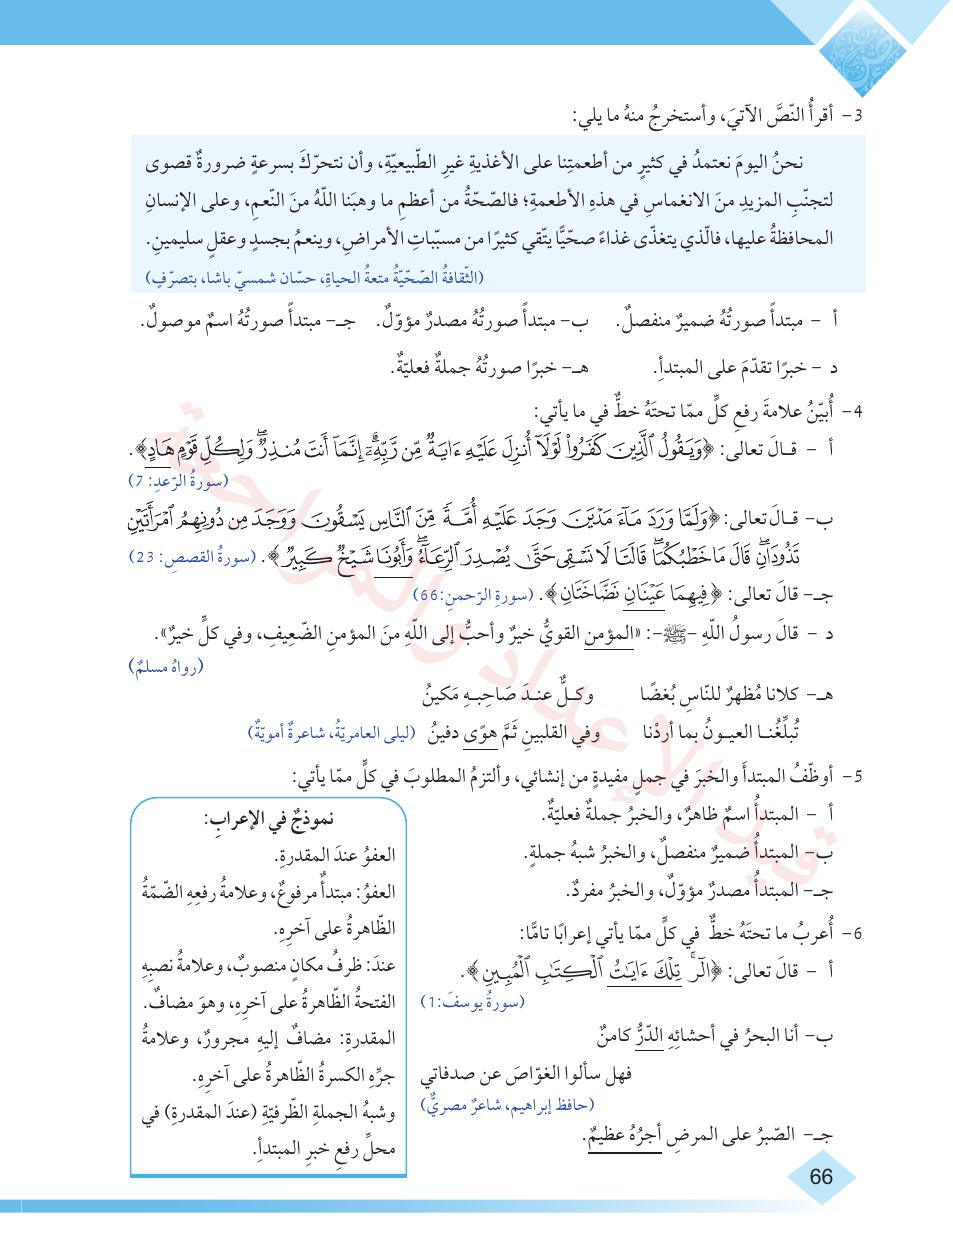 3- أقرأُ النّصَّ الآتيَ، وأستخرجُ منهُ ما يلي:
نحنُ اليومَ نعتمدُ في كثيرٍ من أطعمتِنا على الأغذيةِ غيرِ الطّبيعيّةِ، وأن نتحرّكَ بسرعةٍ ضرورةٌ قصوى
لتجنّبِ المزيدِ منَ الانغماسِ في هذهِ الأطعمةِ؛ فالصّحّةُ من أعظمِ ما وهبَنا اللّهُ منَ النّعمِ، وعلى الإنسانِ
المحافظةُ عليها، فالّذي يتغذّى غذاءً صحّيًّا يتّقي كثيرًا من مسبّباتِ الأمراضِ، وينعمُ بجسدٍ وعقلٍ سليمينِ.
(الثّقافةُ الصّحّيّةُ متعةُ الحياةِ، حسّان شمسيّ باشا، بتصرّفٍ)
أ - مبتدأً صورتُهُ ضميرٌ منفصلٌ. ب- مبتدأً صورتُهُ مصدرٌ مؤوّلٌ. جـ- مبتدأً صورتُهُ اسمٌ موصولٌ.
د - خبرًا تقدّمَ على المبتدأِ. هـ- خبرًا صورتُهُ جملةٌ فعليّةٌ.
4- أُبيّنُ علامةَ رفعِ كلٍّ ممّا تحتَهُ خطٌّ في ما يأتي:
أ - قـالَ تعالى: ﴿وَيَقُولُ ٱلَّذِينَ كَفَرُواْ لَوْلَآ أُنزِلَ عَلَيْهِ ءَايَةٌ مِّن رَّبِّهِۦٓۗ إِنَّمَآ أَنتَ مُنذِرٌۖ وَلِكُلِّ قَوْمٍ هَادٍ﴾.
(سورةُ الرّعدِ: 7)
ب- قـالَ تعالى: ﴿وَلَمَّا وَرَدَ مَآءَ مَدْيَنَ وَجَدَ عَلَيْهِ أُمَّةً مِّنَ ٱلنَّاسِ يَسْقُونَ وَوَجَدَ مِن دُونِهِمُ ٱمْرَأَتَيْنِ
تَذُودَانِۖ قَالَ مَا خَطْبُكُمَاۖ قَالَتَا لَا نَسْقِى حَتَّىٰ يُصْدِرَ ٱلرِّعَآءُۖ وَأَبُونَا شَيْخٌ كَبِيرٌ﴾. (سورةُ القصصِ: 23)
جـ- قالَ تعالى: ﴿فِيهِمَا عَيْنَانِ نَضَّاخَتَانِ﴾. (سورةِ الرّحمنِ:66)
د - قالَ رسولُ اللّهِ -ﷺ-: "المؤمن القويُّ خيرٌ وأحبُّ إلى اللّهِ منَ المؤمنِ الضّعيفِ، وفي كلٍّ خيرٌ".
(رواهُ مسلمٌ)
هـ- كلانا مُظهرٌ للنّاسِ بُغضًا وكـلٌّ عنـدَ صَاحِبـهِ مَكينُ
تُبلِّغُنـا العيـونُ بما أردْنا وفي القلبينِ ثَمَّ هوًى دفينُ (ليلى العامريّةُ، شاعرةٌ أمويّةٌ)
5- أوظّفُ المبتدأَ والخبرَ في جملٍ مفيدةٍ من إنشائي، وألتزمُ المطلوبَ في كلٍّ ممّا يأتي:
أ - المبتدأُ اسمٌ ظاهرٌ، والخبرُ جملةٌ فعليّةٌ.
ب- المبتدأُ ضميرٌ منفصلٌ، والخبرُ شبهُ جملةٍ.
جـ- المبتدأُ مصدرٌ مؤوّلٌ، والخبرُ مفردٌ.
6- أُعربُ ما تحتَهُ خطٌّ في كلٍّ ممّا يأتي إعرابًا تامًّا:
أ - قالَ تعالى: ﴿الٓرۚ تِلْكَ ءَايَٰتُ ٱلْكِتَٰبِ ٱلْمُبِينِ﴾.
(سورةُ يوسفَ:1)
ب- أنا البحرُ في أحشائِهِ الدّرُّ كامنٌ
فهل سألوا الغوّاصَ عن صدفاتي
(حافظ إبراهيم، شاعرٌ مصريٌّ)
جـ- الصّبرُ على المرضِ أجرُهُ عظيمٌ.
نموذجٌ في الإعرابِ:
العفوُ عندَ المقدرةِ.
العفوُ: مبتدأٌ مرفوعٌ، وعلامةُ رفعِهِ الضّمّةُ
الظّاهرةُ على آخرِهِ.
عندَ: ظرفُ مكانٍ منصوبٌ، وعلامةُ نصبِهِ
الفتحةُ الظّاهرةُ على آخرِهِ، وهوَ مضافٌ.
المقدرةِ: مضافٌ إليهِ مجرورٌ، وعلامةُ
جرِّهِ الكسرةُ الظّاهرةُ على آخرِهِ.
وشبهُ الجملةِ الظّرفيّةِ (عندَ المقدرةِ) في
محلِّ رفعِ خبرِ المبتدأِ.
66
قيد الإعداد والمراجعة